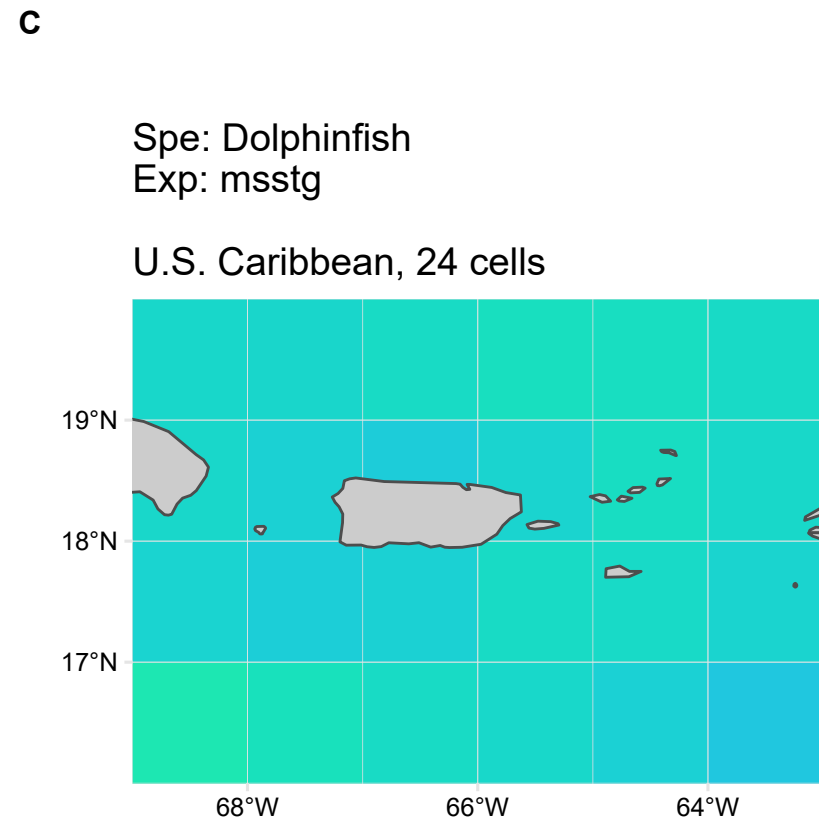 C
Spe: Dolphinfish
Exp: msstg
U.S. Caribbean, 24 cells
19°N
18°N
17°N
68°W 66°W 64°W